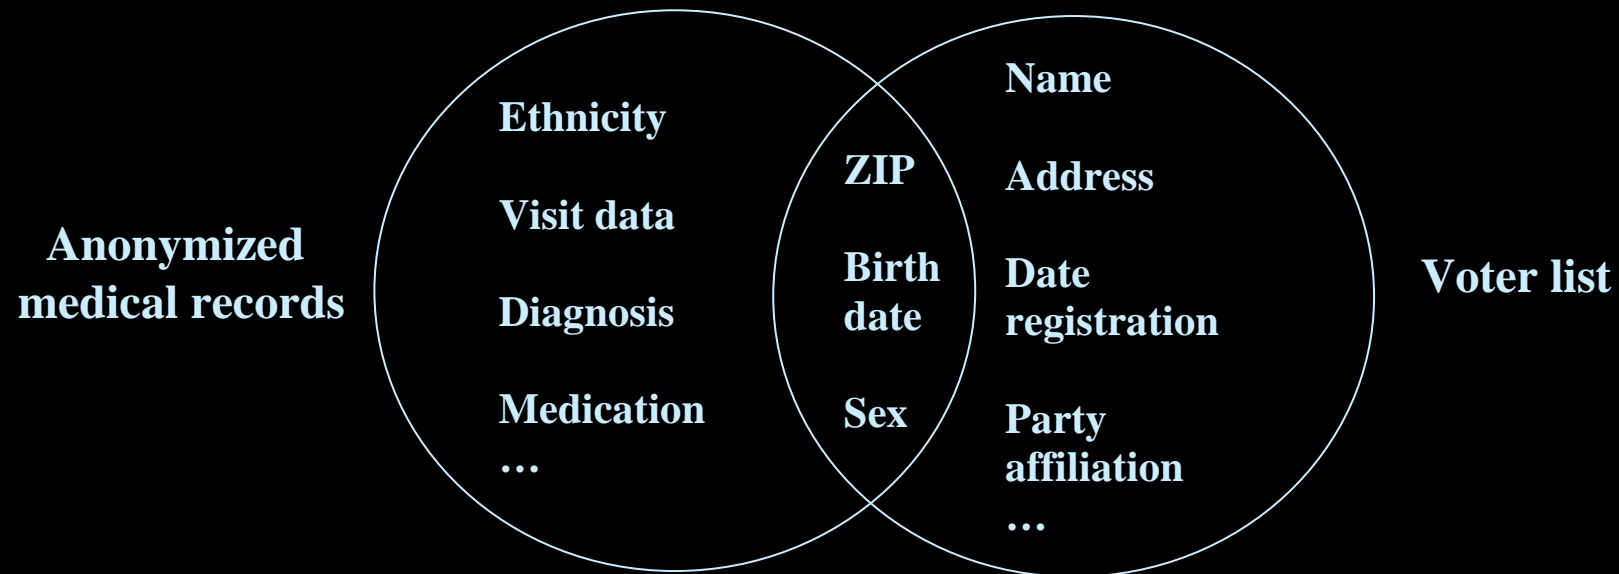 Anonymized
medical records
Ethnicity
Visit data
Diagnosis
Medication
…
ZIP
Birth
date
Sex
Name
Address
Date
registration
Party
affiliation
…
Voter list